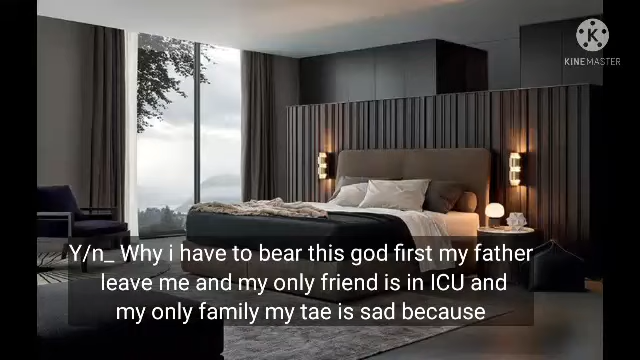 K
KINEMASTER
Y/n_ Why i have to bear this god first my father
leave me and my only friend is in ICU and
my only family my tae is sad because